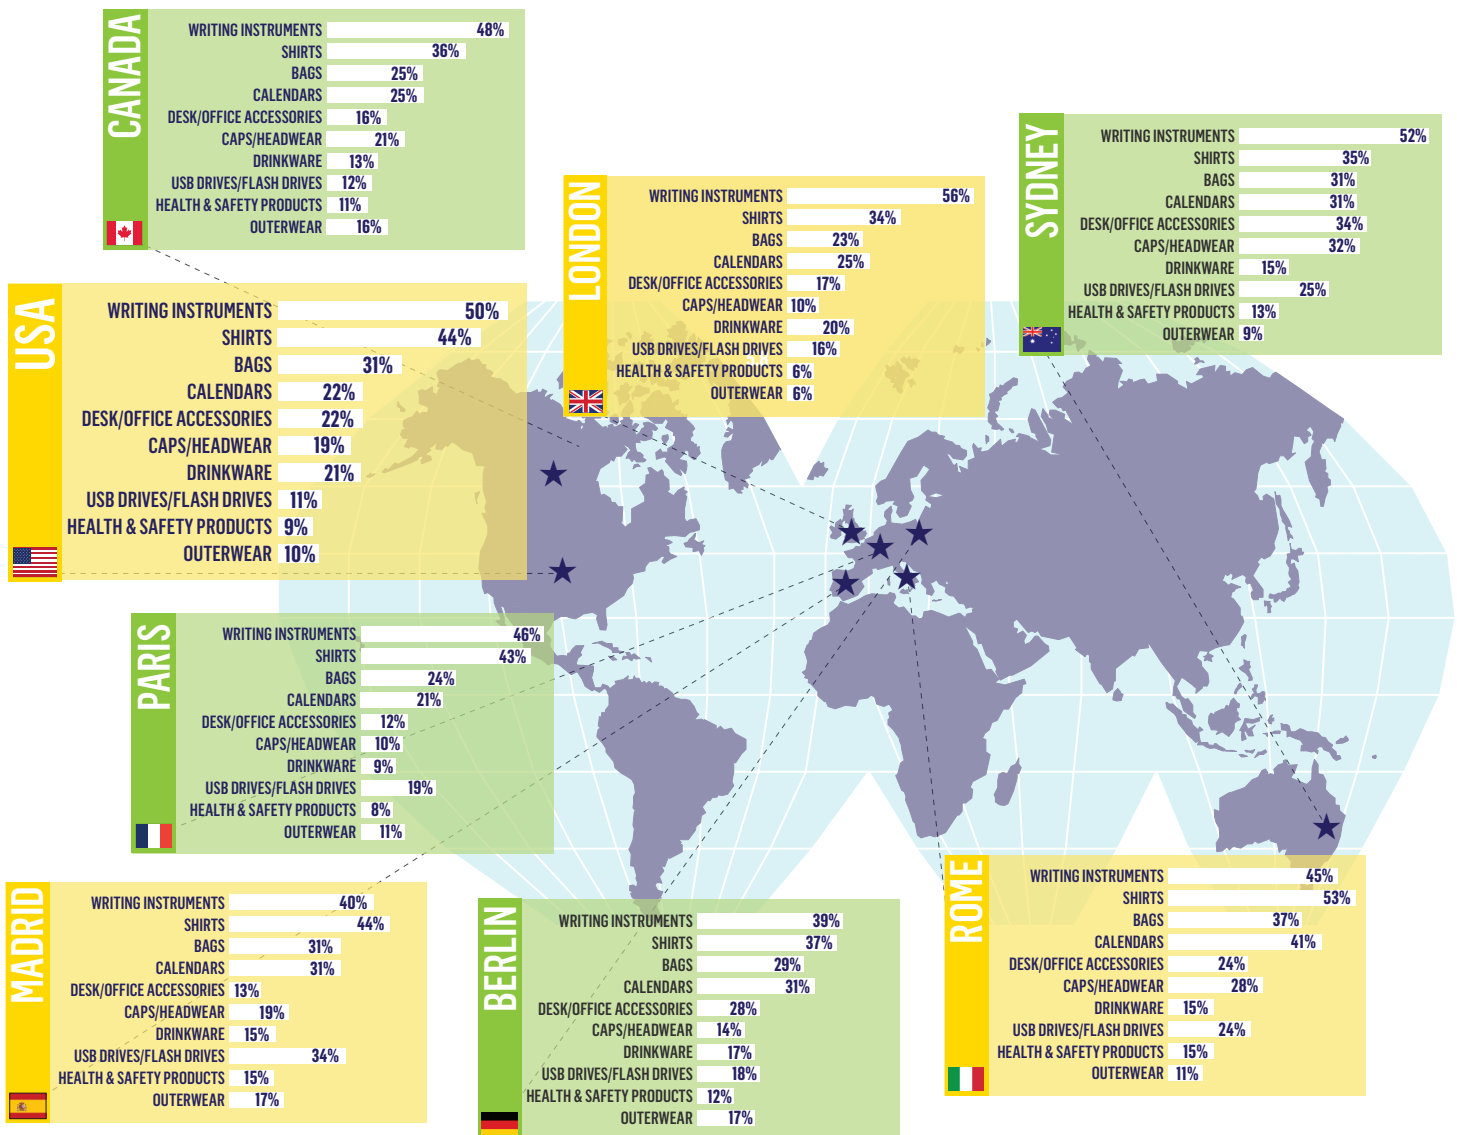 CANADA
WRITING INSTRUMENTS 48%
SHIRTS 36%
BAGS 25%
CALENDARS 25%
DESK/OFFICE ACCESSORIES 16%
CAPS/HEADWEAR 21%
DRINKWARE 13%
USB DRIVES/FLASH DRIVES 12%
HEALTH & SAFETY PRODUCTS 11%
OUTERWEAR 16%
SYDNEY
WRITING INSTRUMENTS 52%
SHIRTS 35%
BAGS 31%
CALENDARS 31%
DESK/OFFICE ACCESSORIES 34%
CAPS/HEADWEAR 32%
DRINKWARE 15%
USB DRIVES/FLASH DRIVES 25%
HEALTH & SAFETY PRODUCTS 13%
OUTERWEAR 9%
LONDON
WRITING INSTRUMENTS 56%
SHIRTS 34%
BAGS 23%
CALENDARS 25%
DESK/OFFICE ACCESSORIES 17%
CAPS/HEADWEAR 10%
DRINKWARE 20%
USB DRIVES/FLASH DRIVES 16%
HEALTH & SAFETY PRODUCTS 6%
OUTERWEAR 6%
USA
WRITING INSTRUMENTS 50%
SHIRTS 44%
BAGS 31%
CALENDARS 22%
DESK/OFFICE ACCESSORIES 22%
CAPS/HEADWEAR 19%
DRINKWARE 21%
USB DRIVES/FLASH DRIVES 11%
HEALTH & SAFETY PRODUCTS 9%
OUTERWEAR 10%
PARIS
WRITING INSTRUMENTS 46%
SHIRTS 43%
BAGS 24%
CALENDARS 21%
DESK/OFFICE ACCESSORIES 12%
CAPS/HEADWEAR 10%
DRINKWARE 9%
USB DRIVES/FLASH DRIVES 19%
HEALTH & SAFETY PRODUCTS 8%
OUTERWEAR 11%
MADRID
WRITING INSTRUMENTS 40%
SHIRTS 44%
BAGS 31%
CALENDARS 31%
DESK/OFFICE ACCESSORIES 13%
CAPS/HEADWEAR 19%
DRINKWARE 15%
USB DRIVES/FLASH DRIVES 34%
HEALTH & SAFETY PRODUCTS 15%
OUTERWEAR 17%
BERLIN
WRITING INSTRUMENTS 39%
SHIRTS 37%
BAGS 29%
CALENDARS 31%
DESK/OFFICE ACCESSORIES 28%
CAPS/HEADWEAR 14%
DRINKWARE 17%
USB DRIVES/FLASH DRIVES 18%
HEALTH & SAFETY PRODUCTS 12%
OUTERWEAR 17%
ROME
WRITING INSTRUMENTS 45%
SHIRTS 53%
BAGS 37%
CALENDARS 41%
DESK/OFFICE ACCESSORIES 24%
CAPS/HEADWEAR 28%
DRINKWARE 15%
USB DRIVES/FLASH DRIVES 24%
HEALTH & SAFETY PRODUCTS 15%
OUTERWEAR 11%